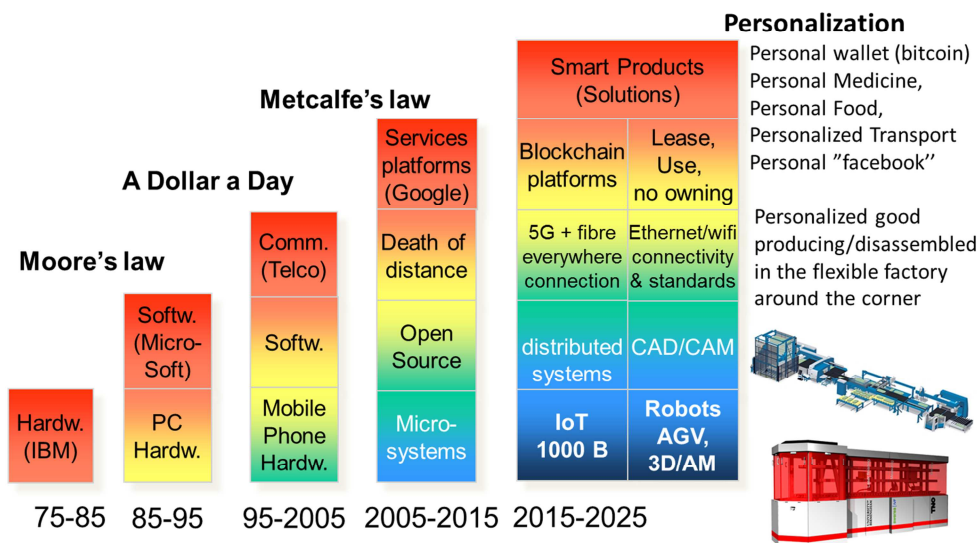 Personalization
Personal wallet (bitcoin)
Personal Medicine,
Personal Food,
Personalized Transport
Personal ”facebook’’
Personalized good
producing/disassembled
in the flexible factory
around the corner
Moore’s law
A Dollar a Day
Metcalfe’s law
Hardw.
(IBM)
75-85
Softw.
(Micro-
Soft)
PC
Hardw.
85-95
Comm.
(Telco)
Softw.
Mobile
Phone
Hardw.
95-2005
Services
platforms
(Google)
Death of
distance
Open
Source
Micro-
systems
2005-2015
Smart Products
(Solutions)
Blockchain
platforms
Lease,
Use,
no owning
5G + fibre
everywhere
connection
Ethernet/wifi
connectivity
& standards
distributed
systems
CAD/CAM
IoT
1000 B
Robots
AGV,
3D/AM
2015-2025